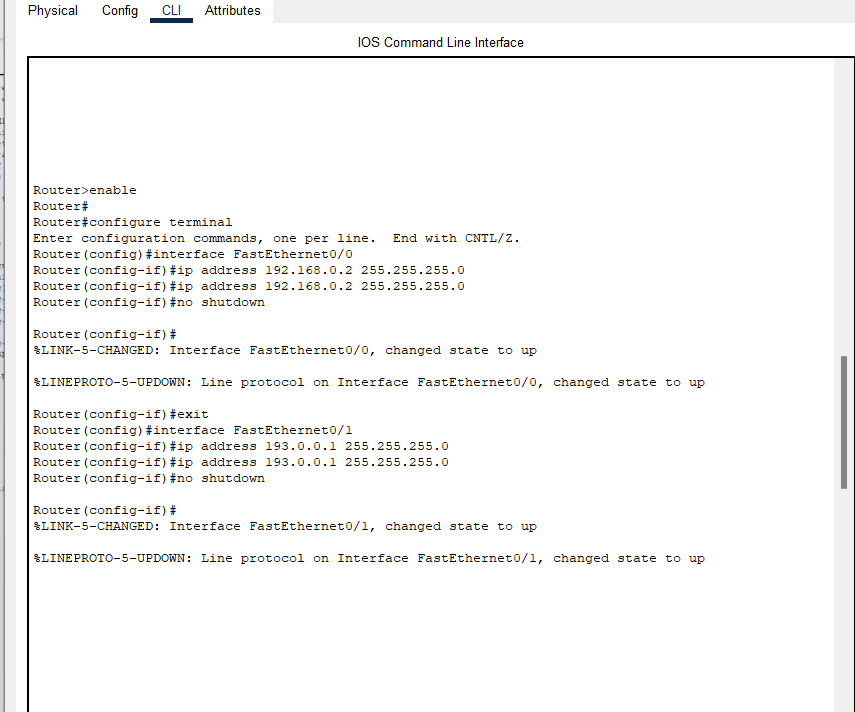 Physical Config CLI Attributes
IOS Command Line Interface
Router>enable
Router#
Router#configure terminal
Enter configuration commands, one per line.  End with CNTL/Z.
Router(config)#interface FastEthernet0/0
Router(config-if)#ip address 192.168.0.2 255.255.255.0
Router(config-if)#ip address 192.168.0.2 255.255.255.0
Router(config-if)#no shutdown
Router(config-if)#
%LINK-5-CHANGED: Interface FastEthernet0/0, changed state to up
%LINEPROTO-5-UPDOWN: Line protocol on Interface FastEthernet0/0, changed state to up
Router(config-if)#exit
Router(config)#interface FastEthernet0/1
Router(config-if)#ip address 193.0.0.1 255.255.255.0
Router(config-if)#ip address 193.0.0.1 255.255.255.0
Router(config-if)#no shutdown
Router(config-if)#
%LINK-5-CHANGED: Interface FastEthernet0/1, changed state to up
%LINEPROTO-5-UPDOWN: Line protocol on Interface FastEthernet0/1, changed state to up